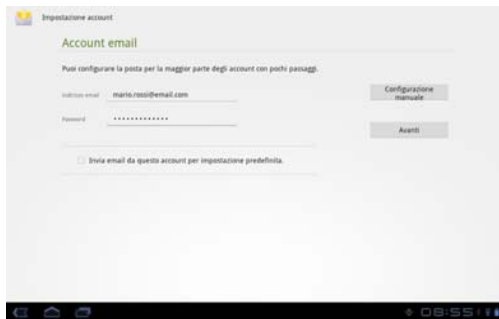 Impostazione account
Account email
Puoi configurare la posta per la maggior parte degli account con pochi passaggi.
Indirizzo email mario.rossi@email.com
Configurazione manuale
Password •••••••••••••
Avanti
Invia email da questo account per impostazione predefinita.
08:55